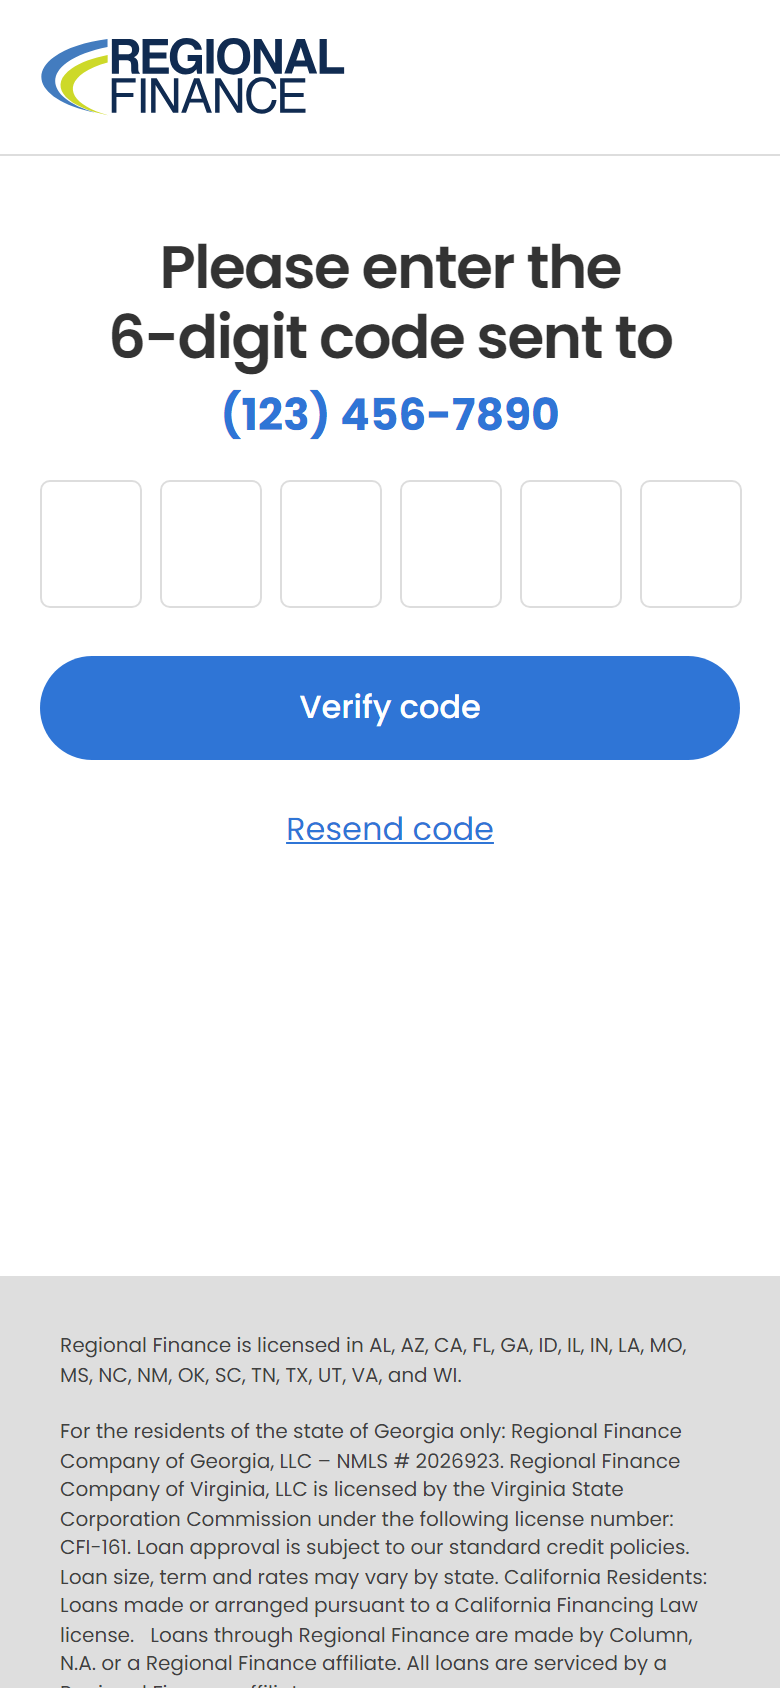 REGIONAL
FINANCE
Please enter the
6-digit code sent to
(123) 456-7890
Verify code
Resend code
Regional Finance is licensed in AL, AZ, CA, FL, GA, ID, IL, IN, LA, MO,
MS, NC, NM, OK, SC, TN, TX, UT, VA, and WI.
For the residents of the state of Georgia only: Regional Finance
Company of Georgia, LLC – NMLS # 2026923. Regional Finance
Company of Virginia, LLC is licensed by the Virginia State
Corporation Commission under the following license number:
CFI-161. Loan approval is subject to our standard credit policies.
Loan size, term and rates may vary by state. California Residents:
Loans made or arranged pursuant to a California Financing Law
license.   Loans through Regional Finance are made by Column,
N.A. or a Regional Finance affiliate. All loans are serviced by a